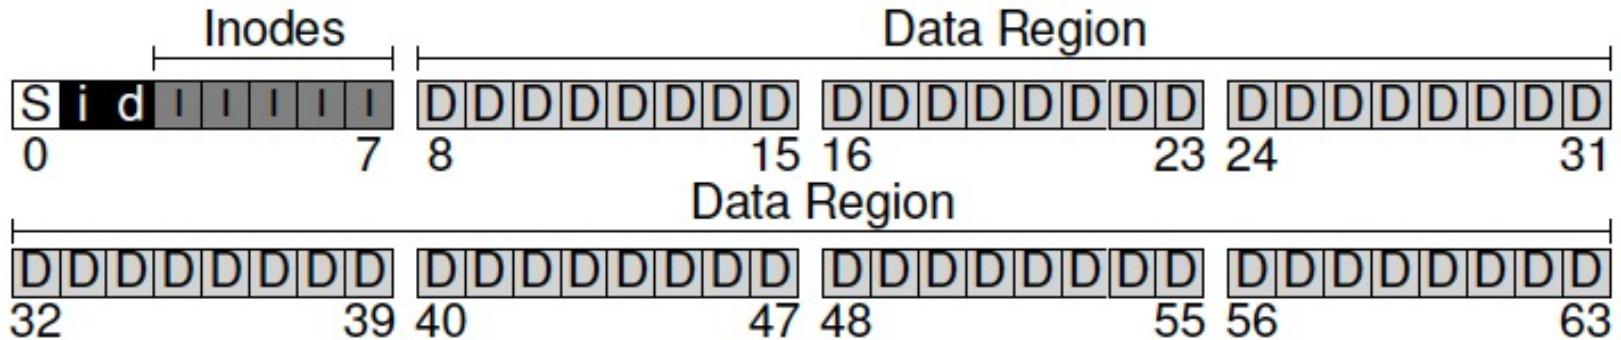 Inodes Data Region
S i d I I I I I D D D D D D D D D D D D D D D D D D D D D D D D
0 7 8 15 16 23 24 31
Data Region
D D D D D D D D D D D D D D D D D D D D D D D D D D D D D D D D
32 39 40 47 48 55 56 63